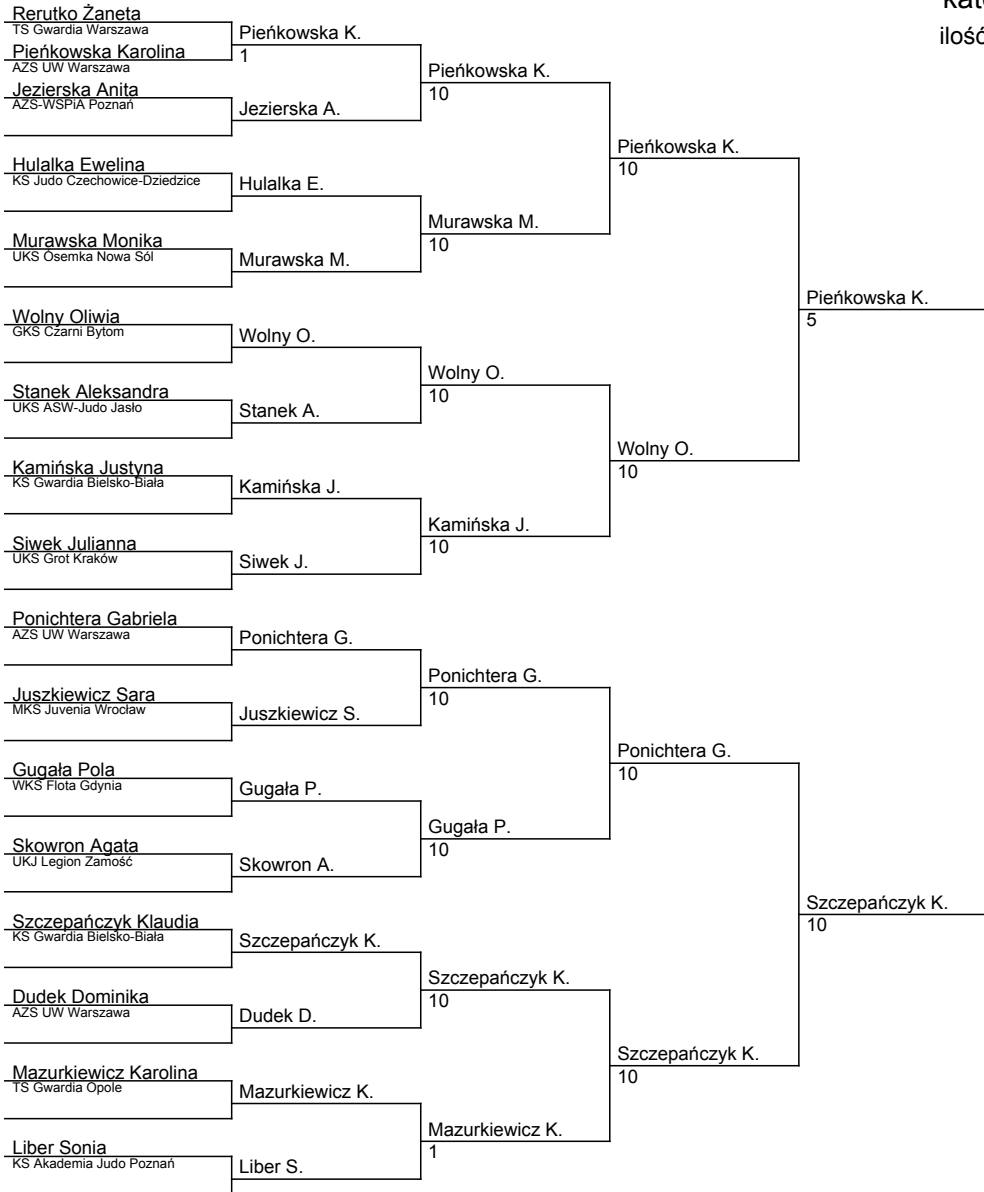 Rerutko Żaneta
TS Gwardia Warszawa
Pieńkowska Karolina
AZS UW Warszawa
Jezierska Anita
AZS-WSPiA Poznań
Hulalka Ewelina
KS Judo Czechowice-Dziedzice
Murawska Monika
UKS Ósemka Nowa Sól
Wolny Oliwia
GKS Czarni Bytom
Stanek Aleksandra
UKS ASW-Judo Jasło
Kamińska Justyna
KS Gwardia Bielsko-Biała
Siwek Julianna
UKS Grot Kraków
Ponichtera Gabriela
AZS UW Warszawa
Juszkiewicz Sara
MKS Juvenia Wrocław
Gugała Pola
WKS Flota Gdynia
Skowron Agata
UKJ Legion Zamość
Szczepańczyk Klaudia
KS Gwardia Bielsko-Biała
Dudek Dominika
AZS UW Warszawa
Mazurkiewicz Karolina
TS Gwardia Opole
Liber Sonia
KS Akademia Judo Poznań
Pieńkowska K.
1
Jezierska A.
Hulalka E.
Murawska M.
Wolny O.
Stanek A.
Kamińska J.
Siwek J.
Ponichtera G.
Juszkiewicz S.
Gugała P.
Skowron A.
Szczepańczyk K.
Dudek D.
Mazurkiewicz K.
Liber S.
Pieńkowska K.
10
Murawska M.
10
Wolny O.
10
Kamińska J.
10
Ponichtera G.
10
Gugała P.
10
Szczepańczyk K.
10
Mazurkiewicz K.
1
Pieńkowska K.
10
Wolny O.
10
Ponichtera G.
10
Szczepańczyk K.
10
Pieńkowska K.
5
Szczepańczyk K.
10
ilość